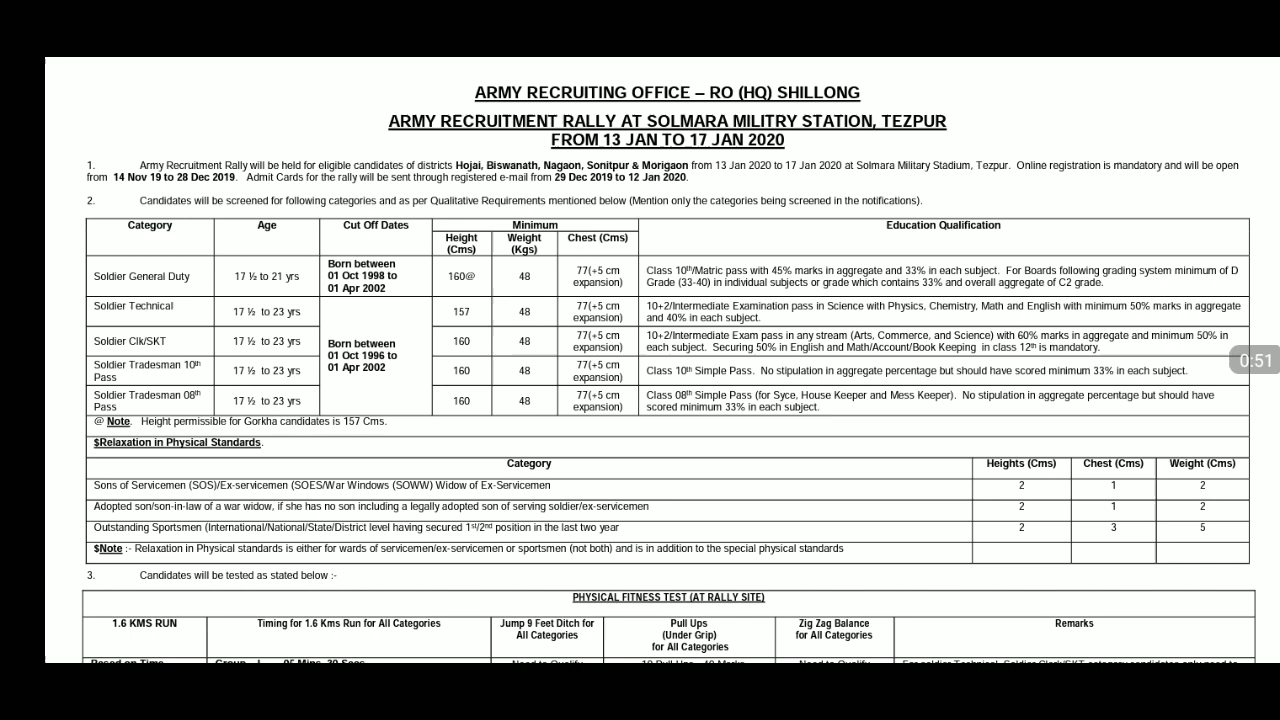 ARMY RECRUITING OFFICE – RO (HQ) SHILLONG
ARMY RECRUITMENT RALLY AT SOLMARA MILITRY STATION, TEZPUR
FROM 13 JAN TO 17 JAN 2020
1. Army Recruitment Rally will be held for eligible candidates of districts Hojai, Biswanath, Nagaon, Sonitpur & Morigaon from 13 Jan 2020 to 17 Jan 2020 at Solmara Military Stadium, Tezpur. Online registration is mandatory and will be open
from 14 Nov 19 to 28 Dec 2019. Admit Cards for the rally will be sent through registered e-mail from 29 Dec 2019 to 12 Jan 2020.
2. Candidates will be screened for following categories and as per Qualitative Requirements mentioned below (Mention only the categories being screened in the notifications).
Category Age Cut Off Dates Minimum Education Qualification
Height (Cms) Weight (Kgs) Chest (Cms)
Soldier General Duty 17 ½ to 21 yrs Born between 01 Oct 1998 to 01 Apr 2002 160@ 48 77(+5 cm expansion) Class 10th/Matric pass with 45% marks in aggregate and 33% in each subject. For Boards following grading system minimum of D
Grade (33-40) in individual subjects or grade which contains 33% and overall aggregate of C2 grade.
Soldier Technical 17 ½ to 23 yrs Born between 01 Oct 1996 to 01 Apr 2002 157 48 77(+5 cm expansion) 10+2/Intermediate Examination pass in Science with Physics, Chemistry, Math and English with minimum 50% marks in aggregate
and 40% in each subject.
Soldier Clk/SKT 17 ½ to 23 yrs 160 48 77(+5 cm expansion) 10+2/Intermediate Exam pass in any stream (Arts, Commerce, and Science) with 60% marks in aggregate and minimum 50% in
each subject. Securing 50% in English and Math/Account/Book Keeping in class 12th is mandatory.
Soldier Tradesman 10th Pass 17 ½ to 23 yrs 160 48 77(+5 cm expansion) Class 10th Simple Pass. No stipulation in aggregate percentage but should have scored minimum 33% in each subject.
Soldier Tradesman 08th Pass 17 ½ to 23 yrs 160 48 77(+5 cm expansion) Class 08th Simple Pass (for Syce, House Keeper and Mess Keeper). No stipulation in aggregate percentage but should have
scored minimum 33% in each subject.
@ Note. Height permissible for Gorkha candidates is 157 Cms.
$Relaxation in Physical Standards.
Category Heights (Cms) Chest (Cms) Weight (Cms)
Sons of Servicemen (SOS)/Ex-servicemen (SOES/War Windows (SOWW) Widow of Ex-Servicemen 2 1 2
Adopted son/son-in-law of a war widow, if she has no son including a legally adopted son of serving soldier/ex-servicemen 2 1 2
Outstanding Sportsmen (International/National/State/District level having secured 1st/2nd position in the last two year 2 3 5
$Note :- Relaxation in Physical standards is either for wards of servicemen/ex-servicemen or sportsmen (not both) and is in addition to the special physical standards
3. Candidates will be tested as stated below :-
PHYSICAL FITNESS TEST (AT RALLY SITE)
1.6 KMS RUN Timing for 1.6 Kms Run for All Categories Jump 9 Feet Ditch for All Categories Pull Ups (Under Grip) for All Categories Zig Zag Balance for All Categories Remarks
0:51